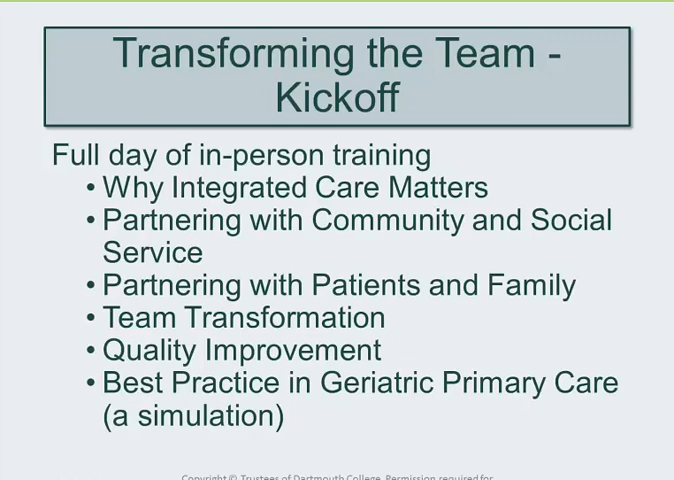 Transforming the Team -
Kickoff
Full day of in-person training
• Why Integrated Care Matters
• Partnering with Community and Social
Service
• Partnering with Patients and Family
• Team Transformation
• Quality Improvement
• Best Practice in Geriatric Primary Care
(a simulation)
Copyright © Trustees of Dartmouth College. Permission required for